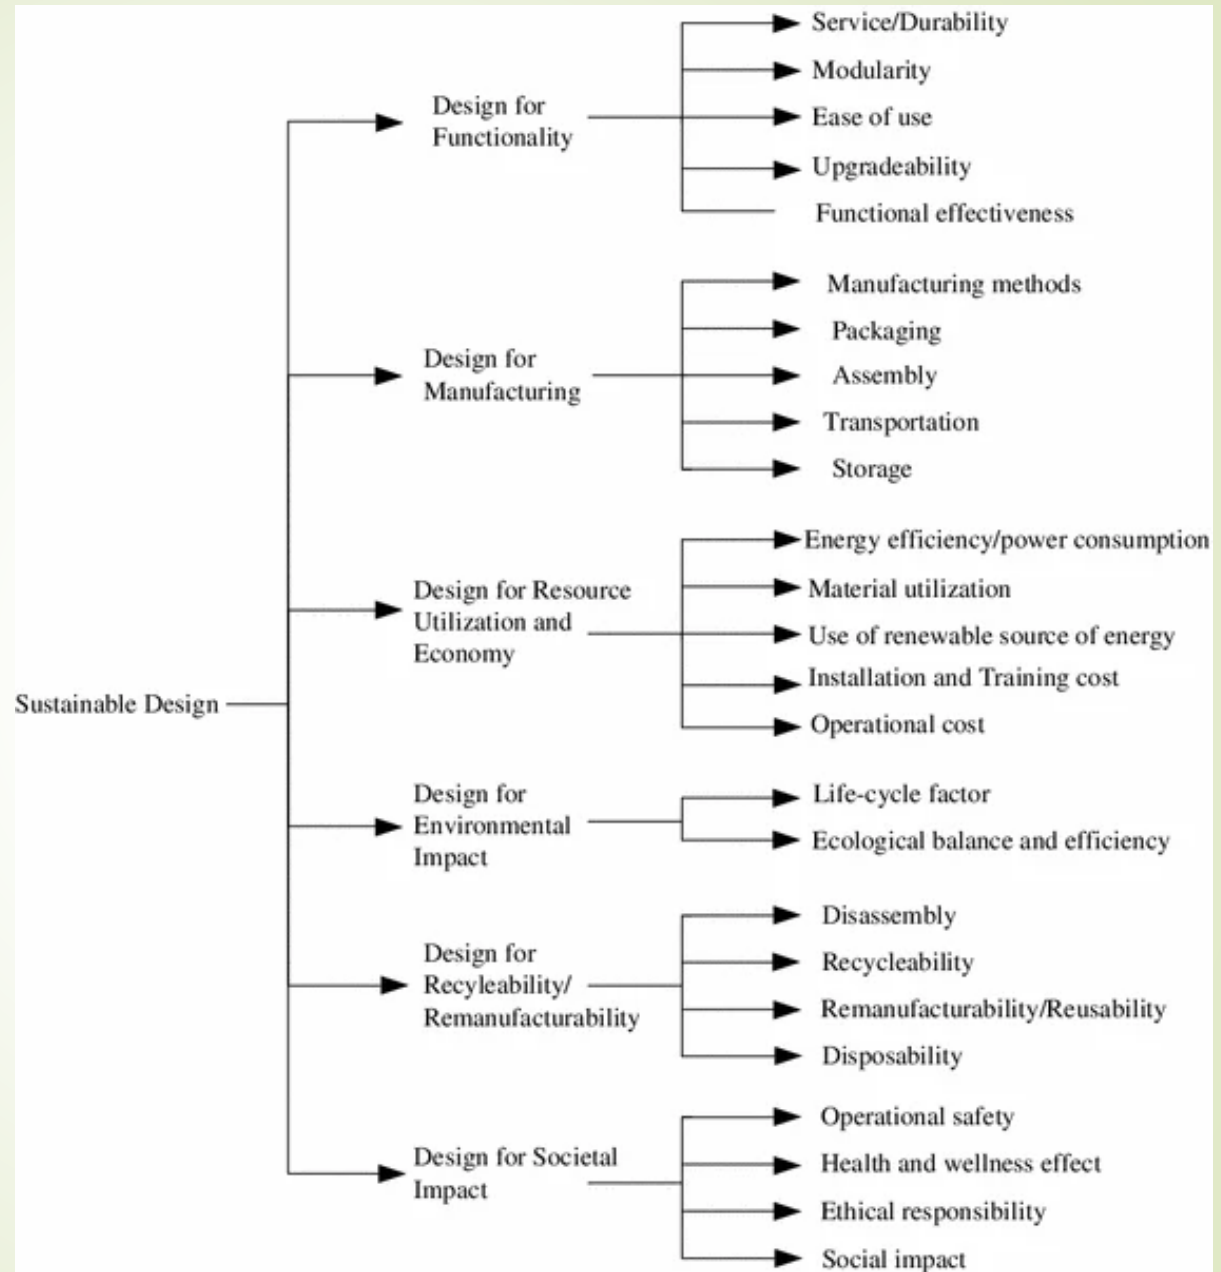 Service/Durability
Modularity
Design for
Functionality
Ease of use
Upgradeability
Functional effectiveness
Manufacturing methods
Packaging
Design for
Manufacturing
Assembly
Transportation
Storage
Energy efficiency/power consumption
Design for Resource
Utilization and
Economy
Material utilization
Use of renewable source of energy
Installation and Training cost
Operational cost
Sustainable Design
Design for
Environmental
Impact
Life-cycle factor
Ecological balance and efficiency
Design for
Recyleability/
Remanufacturability
Disassembly
Recycleability
Remanufacturability/Reusability
Disposability
Design for Societal
Impact
Operational safety
Health and wellness effect
Ethical responsibility
Social impact